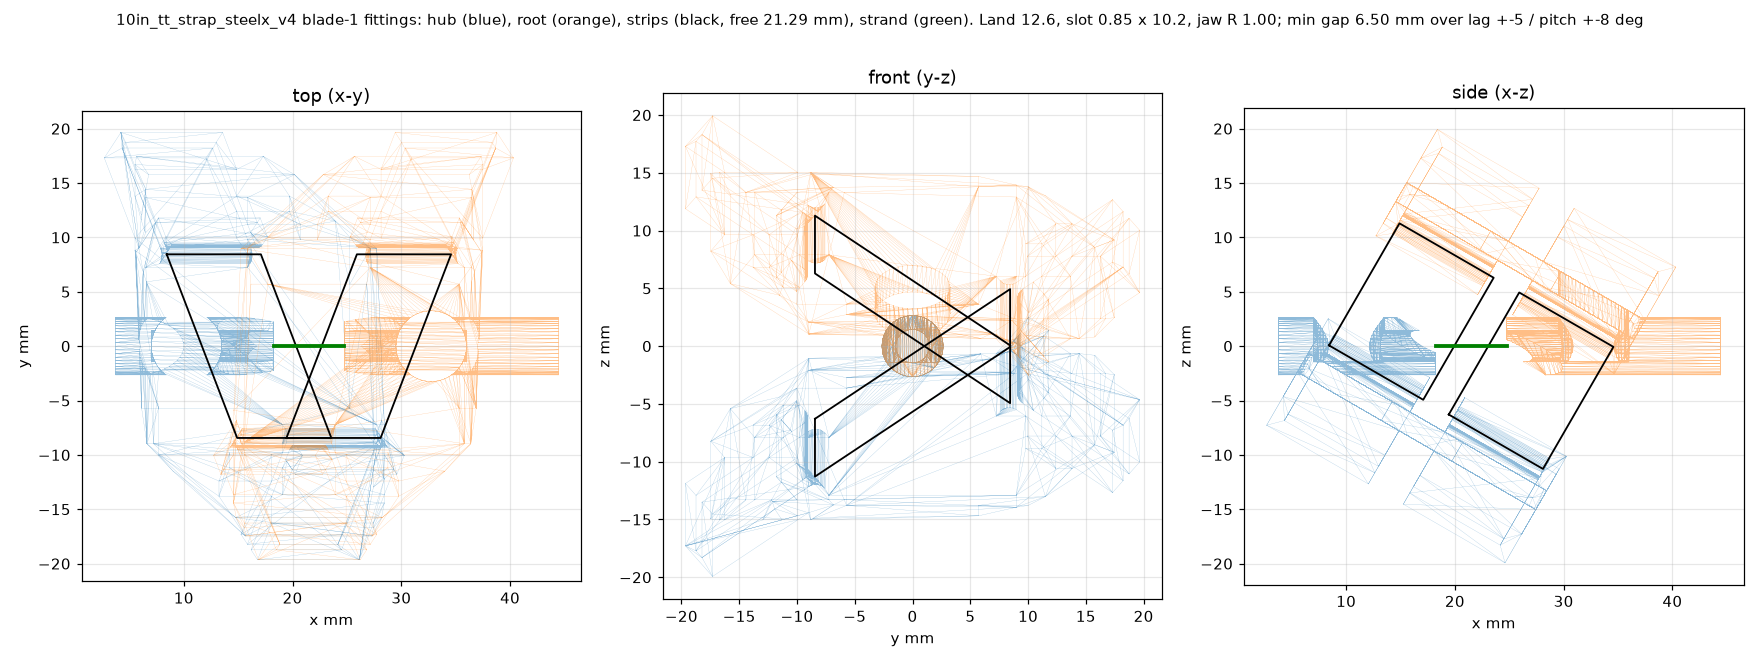 10in_tt_strap_steelx_v4 blade-1 fittings: hub (blue), root (orange), strips (black, free 21.29 mm), strand (green). Land 12.6, slot 0.85 x 10.2, jaw R 1.00; min gap 6.50 mm over lag +-5 / pitch +-8 deg
top (x-y)
20
15
10
5
0
−5
−10
−15
−20
y mm
10 20 30 40
x mm
front (y-z)
20
15
10
5
0
−5
−10
−15
−20
z mm
−20 −15 −10 −5 0 5 10 15 20
y mm
side (x-z)
20
15
10
5
0
−5
−10
−15
−20
z mm
10 20 30 40
x mm